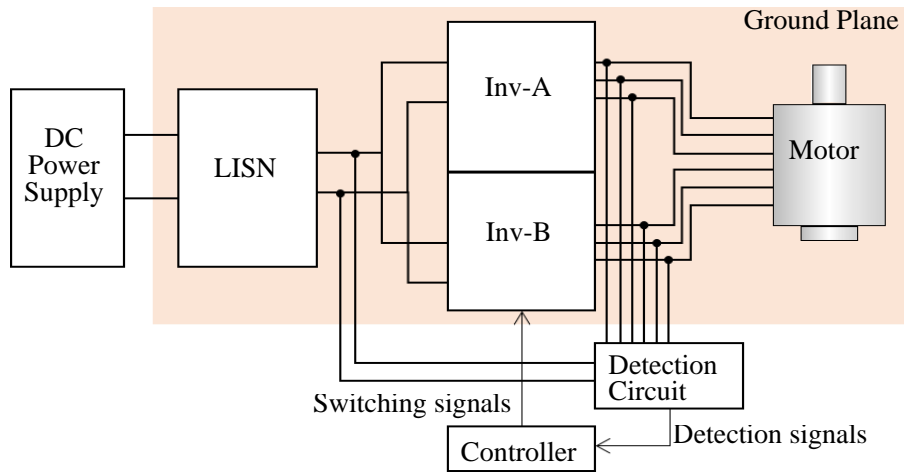 Ground Plane
DC
Power
Supply
LISN
Inv-A
Inv-B
Motor
Detection
Circuit
Switching signals
Controller
Detection signals